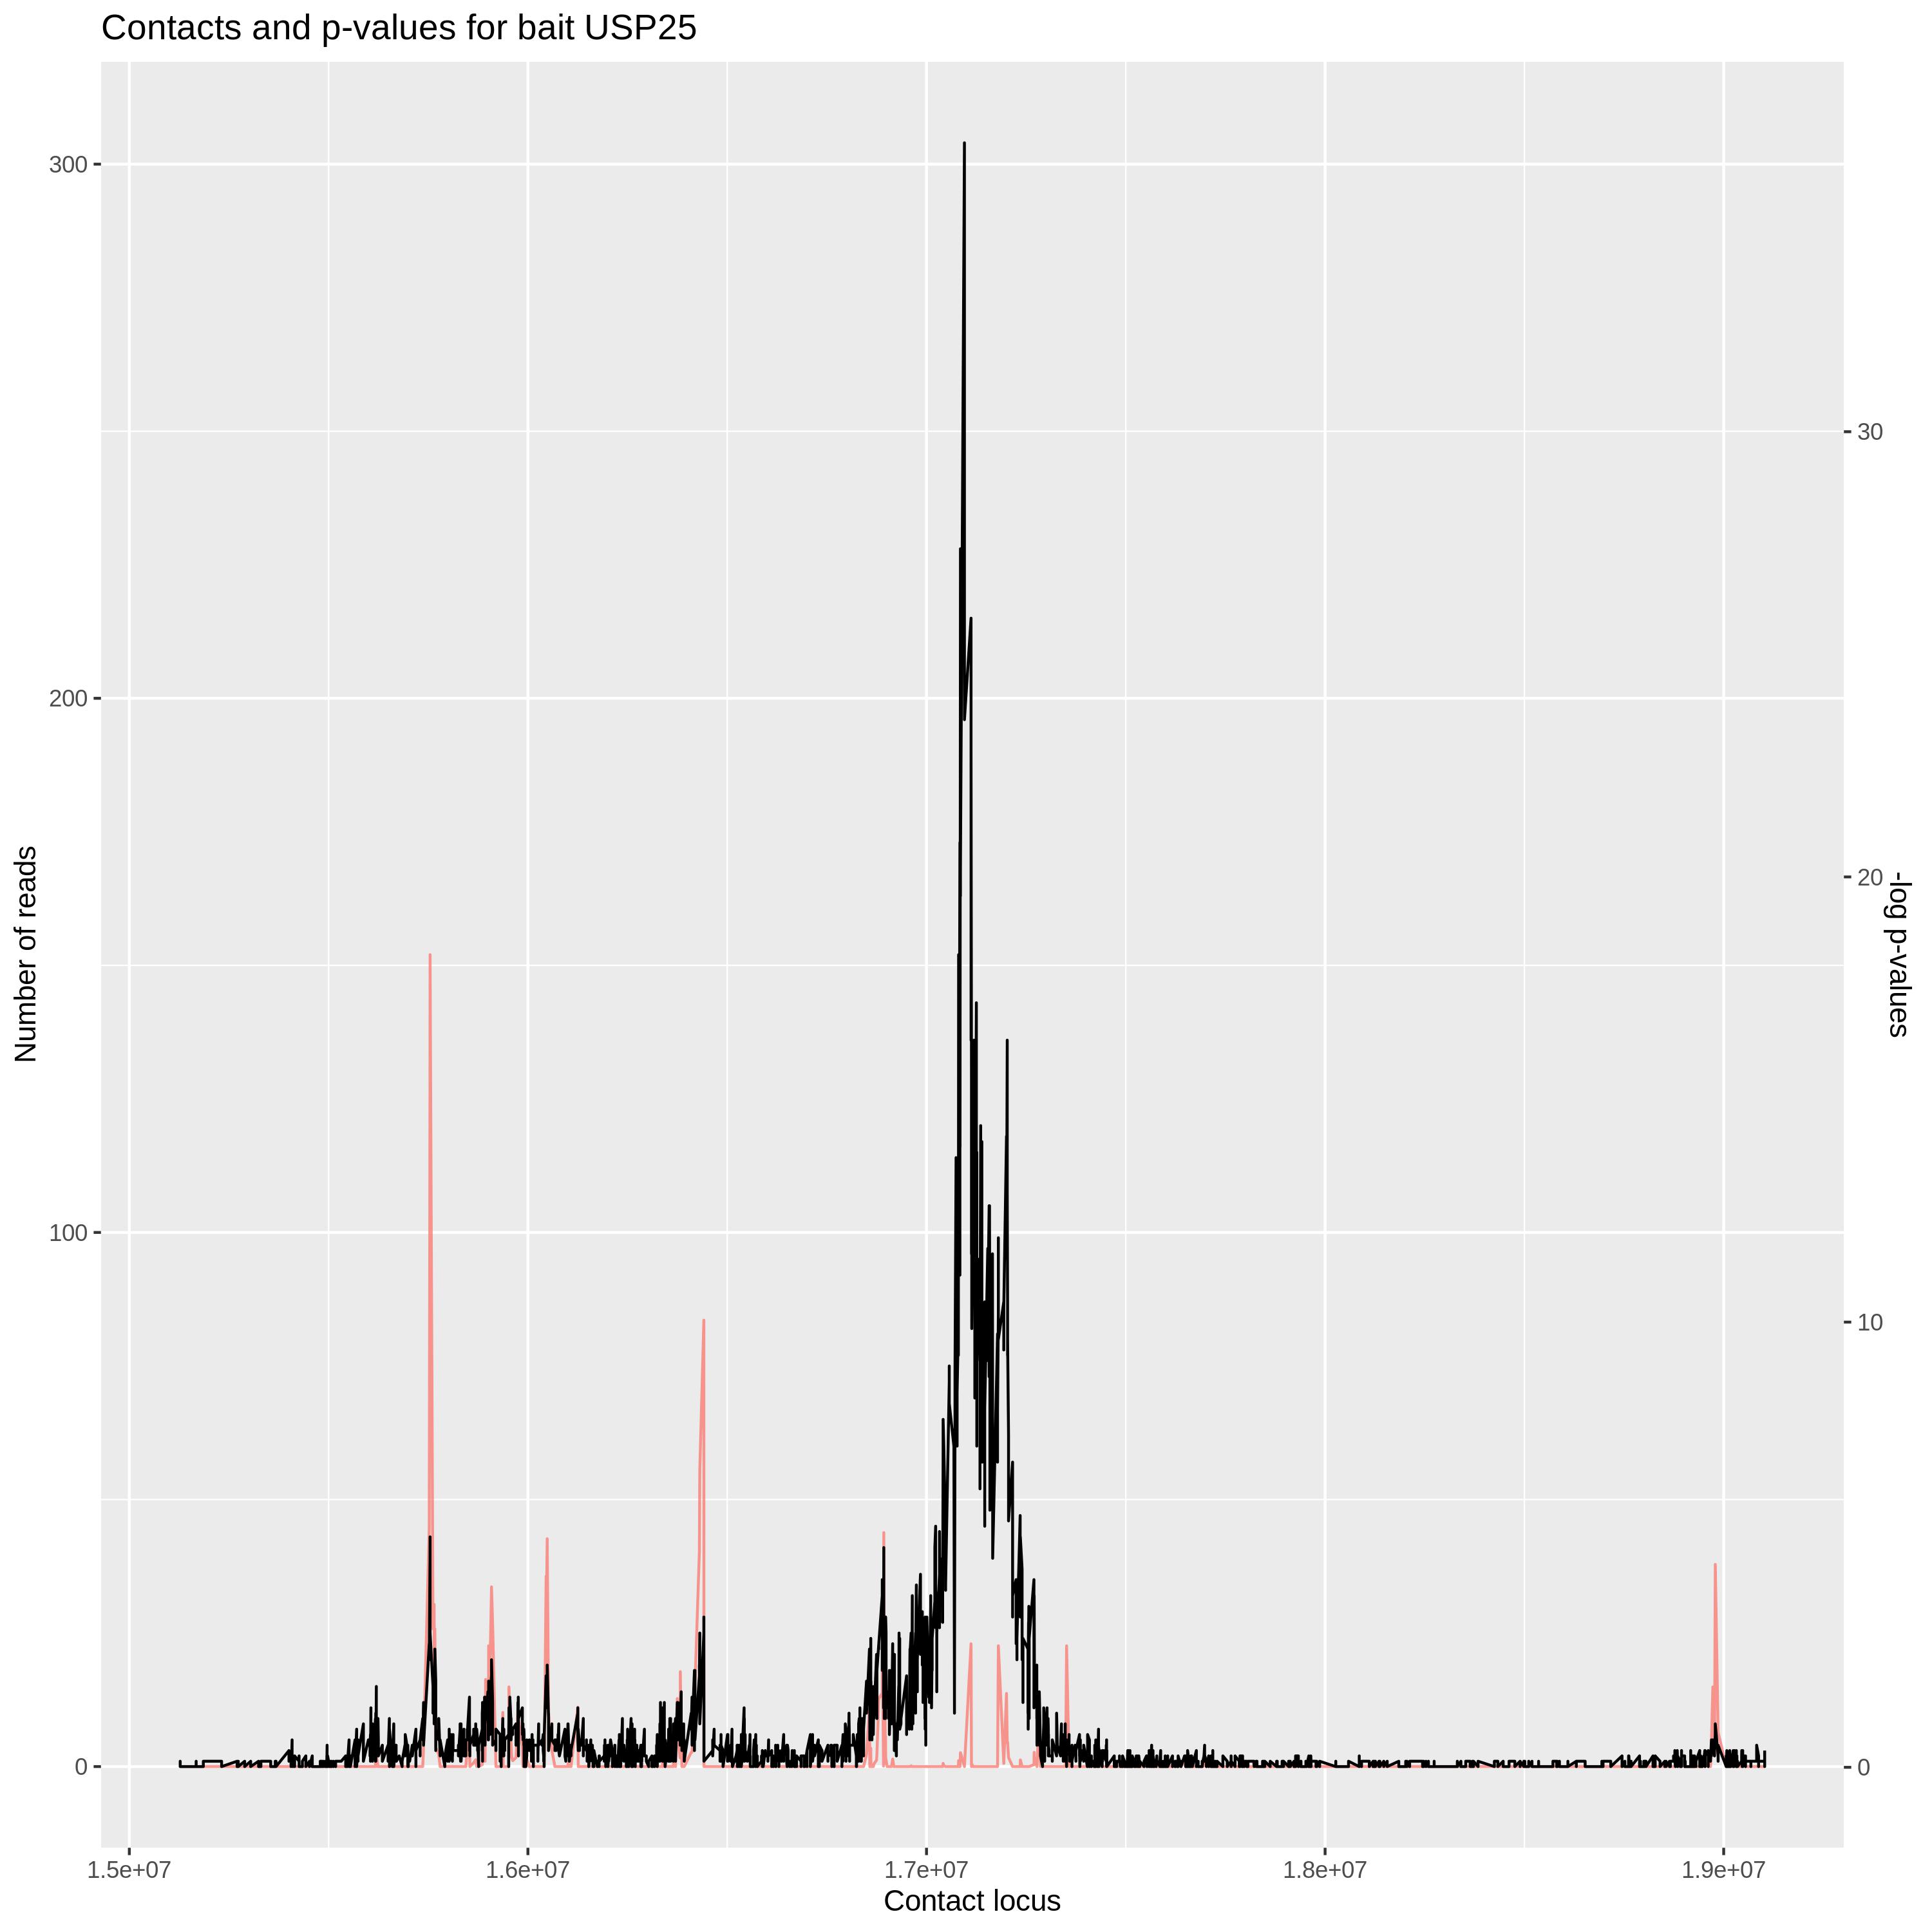 Contacts and p-values for bait USP25
300
200
100
0
Number of reads
30
20
10
0
-log p-values
1.5e+07
1.6e+07
1.7e+07
1.8e+07
1.9e+07
Contact locus